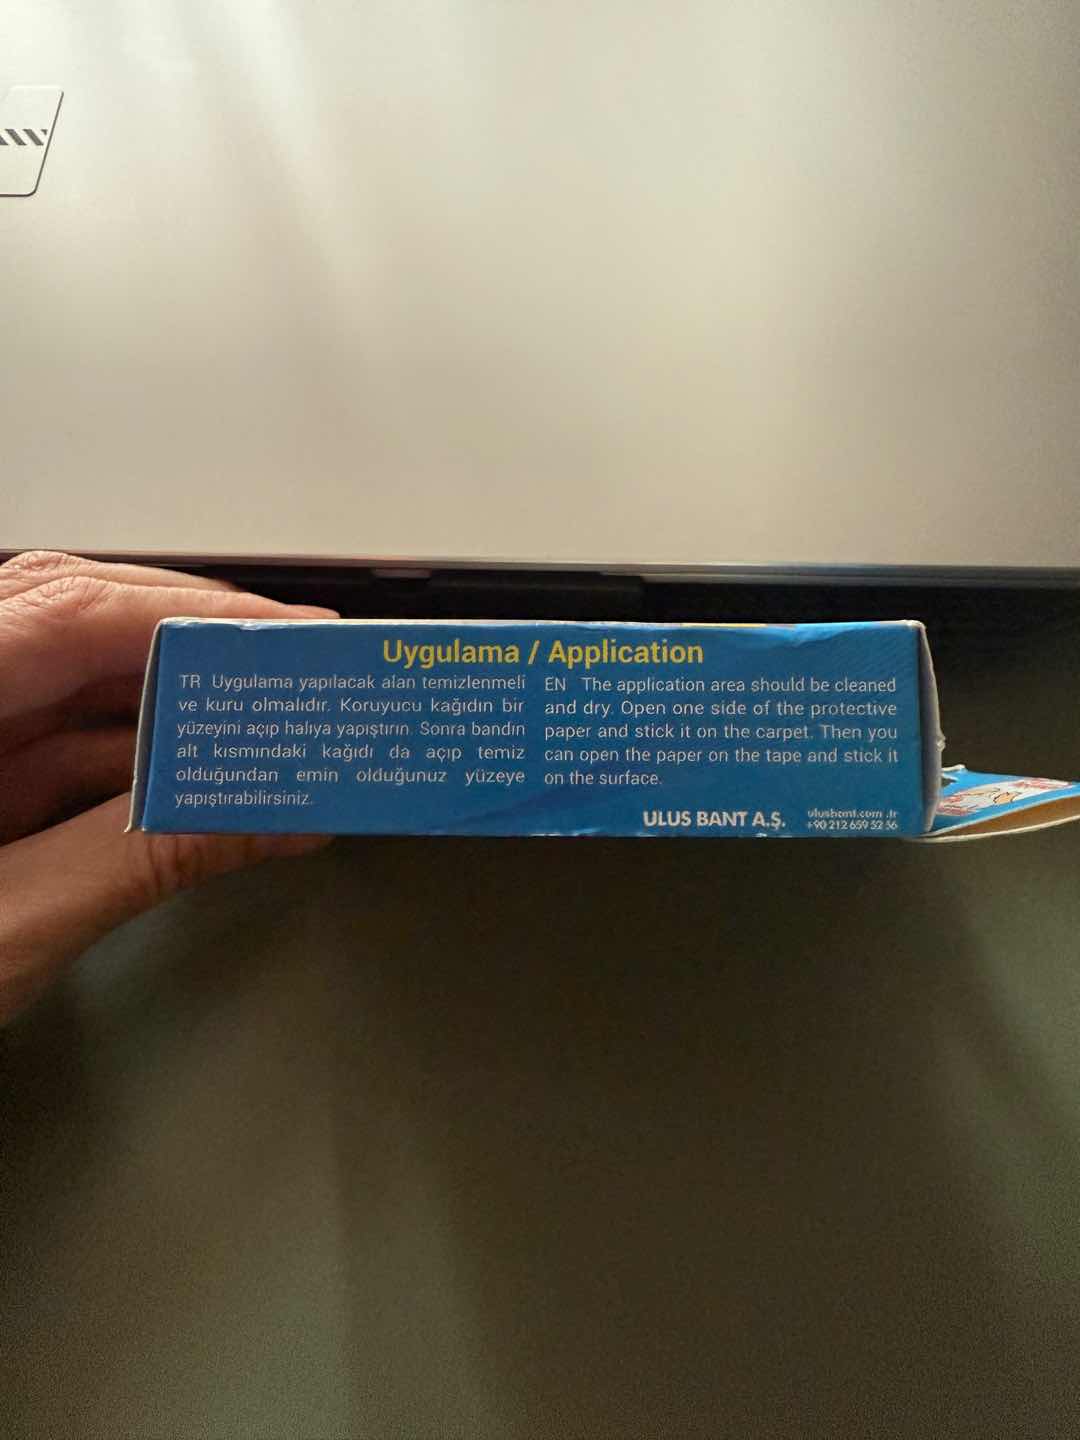 Uygulama / Application
TR Uygulama yapılacak alan temizlenmeli
ve kuru olmalıdır. Koruyucu kağıdın bir
yüzeyini açıp halıya yapıştırın. Sonra bandın
alt kısmındaki kağıdı da açıp temiz
olduğundan emin olduğunuz yüzeye
yapıştırabilirsiniz.
EN The application area should be cleaned
and dry. Open one side of the protective
paper and stick it on the carpet. Then you
can open the paper on the tape and stick it
on the surface.
ULUS BANT A.Ş.
ulusbant.com.tr
+90 212 659 52 56